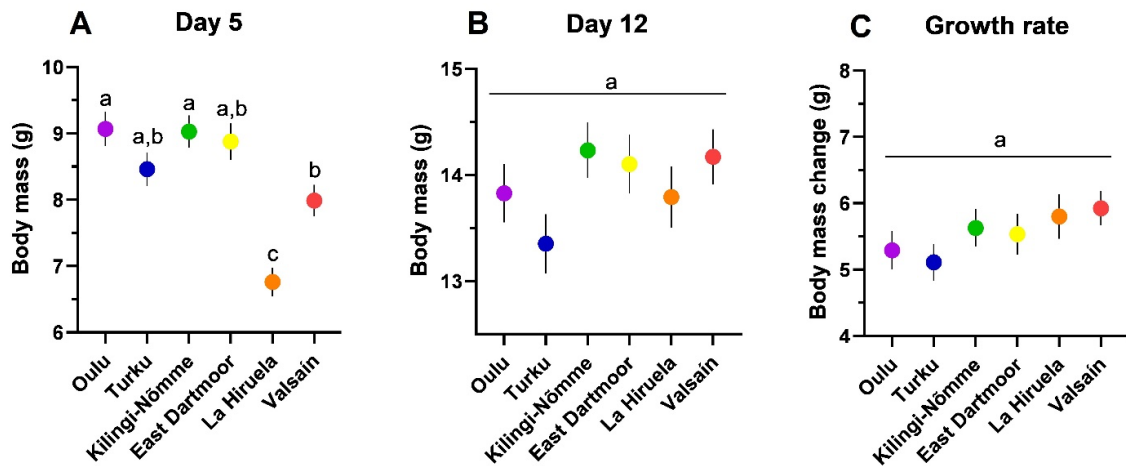 A Day 5
Body mass (g)
10
9
8
7
6
a
a,b
a
a,b
c
b
Oulu
Turku
Kilingi-Nõmme
East Dartmoor
La Hiruela
Valsaín
B Day 12
Body mass (g)
15
14
13
a
Oulu
Turku
Kilingi-Nõmme
East Dartmoor
La Hiruela
Valsaín
C Growth rate
Body mass change (g)
8
7
6
5
4
a
Oulu
Turku
Kilingi-Nõmme
East Dartmoor
La Hiruela
Valsaín